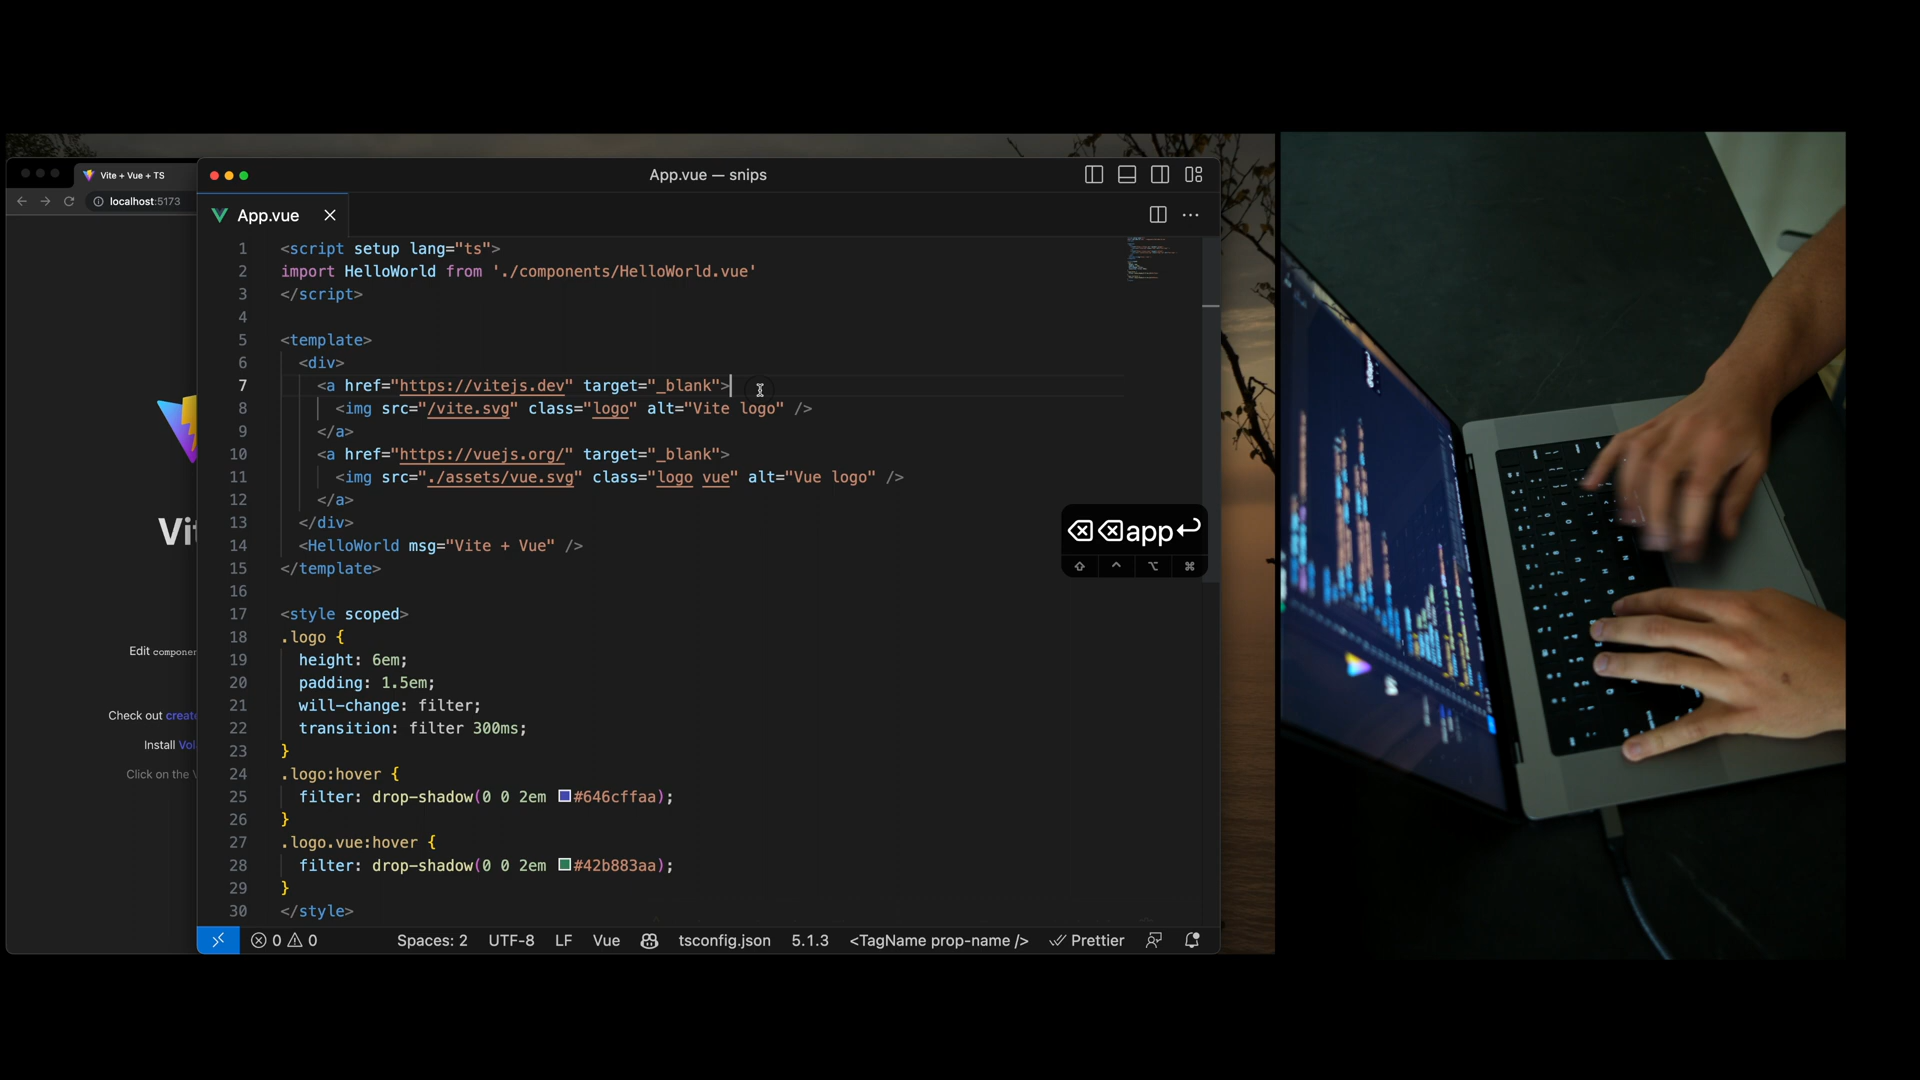 Vite + Vue + TS
localhost:5173
Vi
Edit componen
Check out create
Install Vol
Click on the V
App.vue — snips
App.vue
1 <script setup lang="ts">
2 import HelloWorld from './components/HelloWorld.vue'
3 </script>
4
5 <template>
6 <div>
7 <a href="https://vitejs.dev" target="_blank">
8 <img src="/vite.svg" class="logo" alt="Vite logo" />
9 </a>
10 <a href="https://vuejs.org/" target="_blank">
11 <img src="./assets/vue.svg" class="logo vue" alt="Vue logo" />
12 </a>
13 </div>
14 <HelloWorld msg="Vite + Vue" />
15 </template>
16
17 <style scoped>
18 .logo {
19 height: 6em;
20 padding: 1.5em;
21 will-change: filter;
22 transition: filter 300ms;
23 }
24 .logo:hover {
25 filter: drop-shadow(0 0 2em #646cffaa);
26 }
27 .logo.vue:hover {
28 filter: drop-shadow(0 0 2em #42b883aa);
29 }
30 </style>
⌫⌫app↩
⇧ ⌃ ⌥ ⌘
0 0 Spaces: 2 UTF-8 LF Vue tsconfig.json 5.1.3 <TagName prop-name /> Prettier